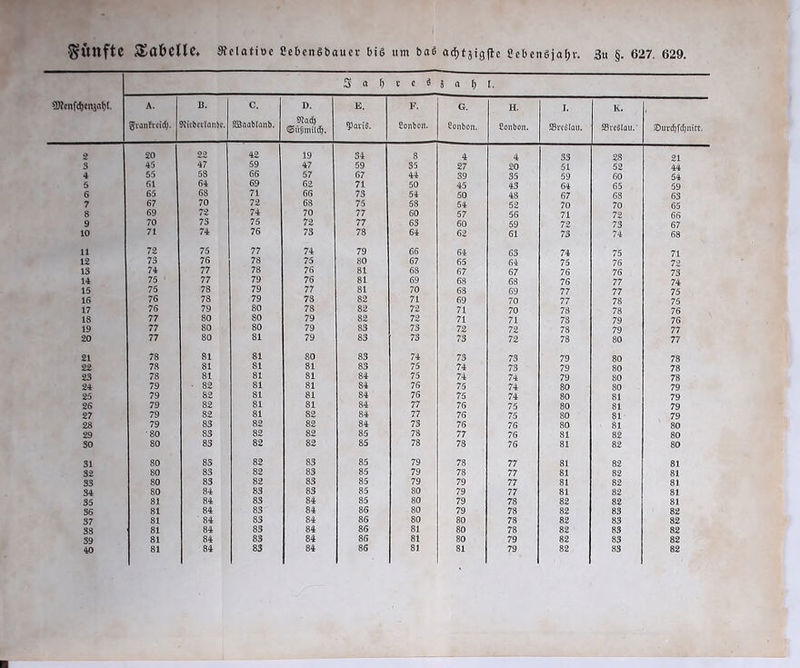 Fünfte Tabelle. Relative Lebensdauer bis um das achtzigste Lebensjahr. Zu §. 627. 629.
Menschenzahl. Jahreszahl.
A. B. C. D. E. F. G. H. I. K.
Frankreich. Niederlande. Waadtland. Nach Süßmilch. Paris. London. London. London. Breslau. Breslau. Durchschnitt.
2 20 22 42 19 34 8 4 4 33 28 21
3 45 47 59 47 59 35 27 20 51 52 44
4 55 58 66 57 67 44 39 35 59 60 54
5 61 64 69 62 71 50 45 43 64 65 59
6 65 68 71 66 73 54 50 48 67 68 63
7 67 70 72 68 75 58 54 52 70 70 65
8 69 72 74 70 77 60 57 56 71 72 66
9 70 73 75 72 77 63 60 59 72 73 67
10 71 74 76 73 78 64 62 61 73 74 68
11 72 75 77 74 79 66 64 63 74 75 71
12 73 76 78 75 80 67 65 64 75 76 72
13 74 77 78 76 81 68 67 67 76 76 73
14 75 77 79 76 81 69 68 68 76 77 74
15 75 78 79 77 81 70 68 69 77 77 75
16 76 78 79 78 82 71 69 70 77 78 75
17 76 79 80 78 82 72 71 70 78 78 76
18 77 80 80 79 82 72 71 71 78 79 76
19 77 80 80 79 83 73 72 72 78 79 77
20 77 80 81 79 83 73 73 72 78 80 77
21 78 81 81 80 83 74 73 73 79 80 78
22 78 81 81 81 83 75 74 73 79 80 78
23 78 81 81 81 84 75 74 74 79 80 78
24 79 82 81 81 84 76 75 74 80 80 79
25 79 82 81 81 84 76 75 74 80 81 79
26 79 82 81 81 84 77 76 75 80 81 79
27 79 82 81 82 84 77 76 75 80 81 79
28 79 83 82 82 84 78 76 76 80 81 80
29 80 83 82 82 85 78 77 76 81 82 80
30 80 83 82 82 85 78 78 76 81 82 80
31 80 83 82 83 85 79 78 77 81 82 81
32 80 83 82 83 85 79 78 77 81 82 81
33 80 83 82 83 85 79 79 77 81 82 81
34 80 84 83 83 85 80 79 77 81 82 81
35 81 84 83 84 85 80 79 78 82 82 81
36 81 84 83 84 86 80 79 78 82 83 82
37 81 84 83 84 86 80 80 78 82 83 82
38 81 84 83 84 86 81 80 78 82 83 82
39 81 84 83 84 86 81 80 79 82 83 82
40 81 84 83 84 86 81 81 79 82 83 82